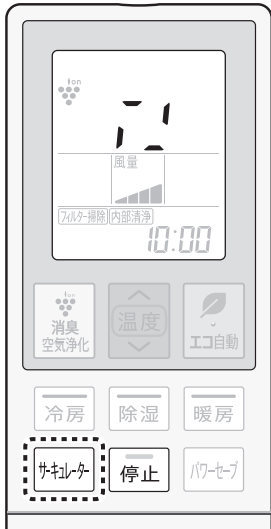 ion
風量
フィルター掃除 内部清浄
10:00
ion
消臭
空気浄化
温度
エコ自動
冷房 除湿 暖房
サーキュレーター 停止 パワーセーブ